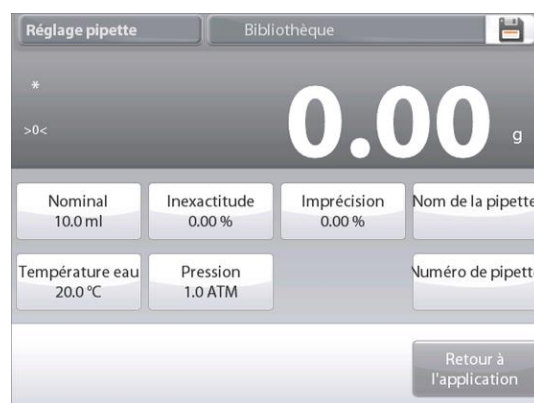 Réglage pipette
Bibliothèque
*
>0<
0.00 g
Nominal
10.0 ml
Inexactitude
0.00 %
Imprécision
0.00 %
Nom de la pipette
Température eau
20.0 °C
Pression
1.0 ATM
Numéro de pipett
Retour à
l'application